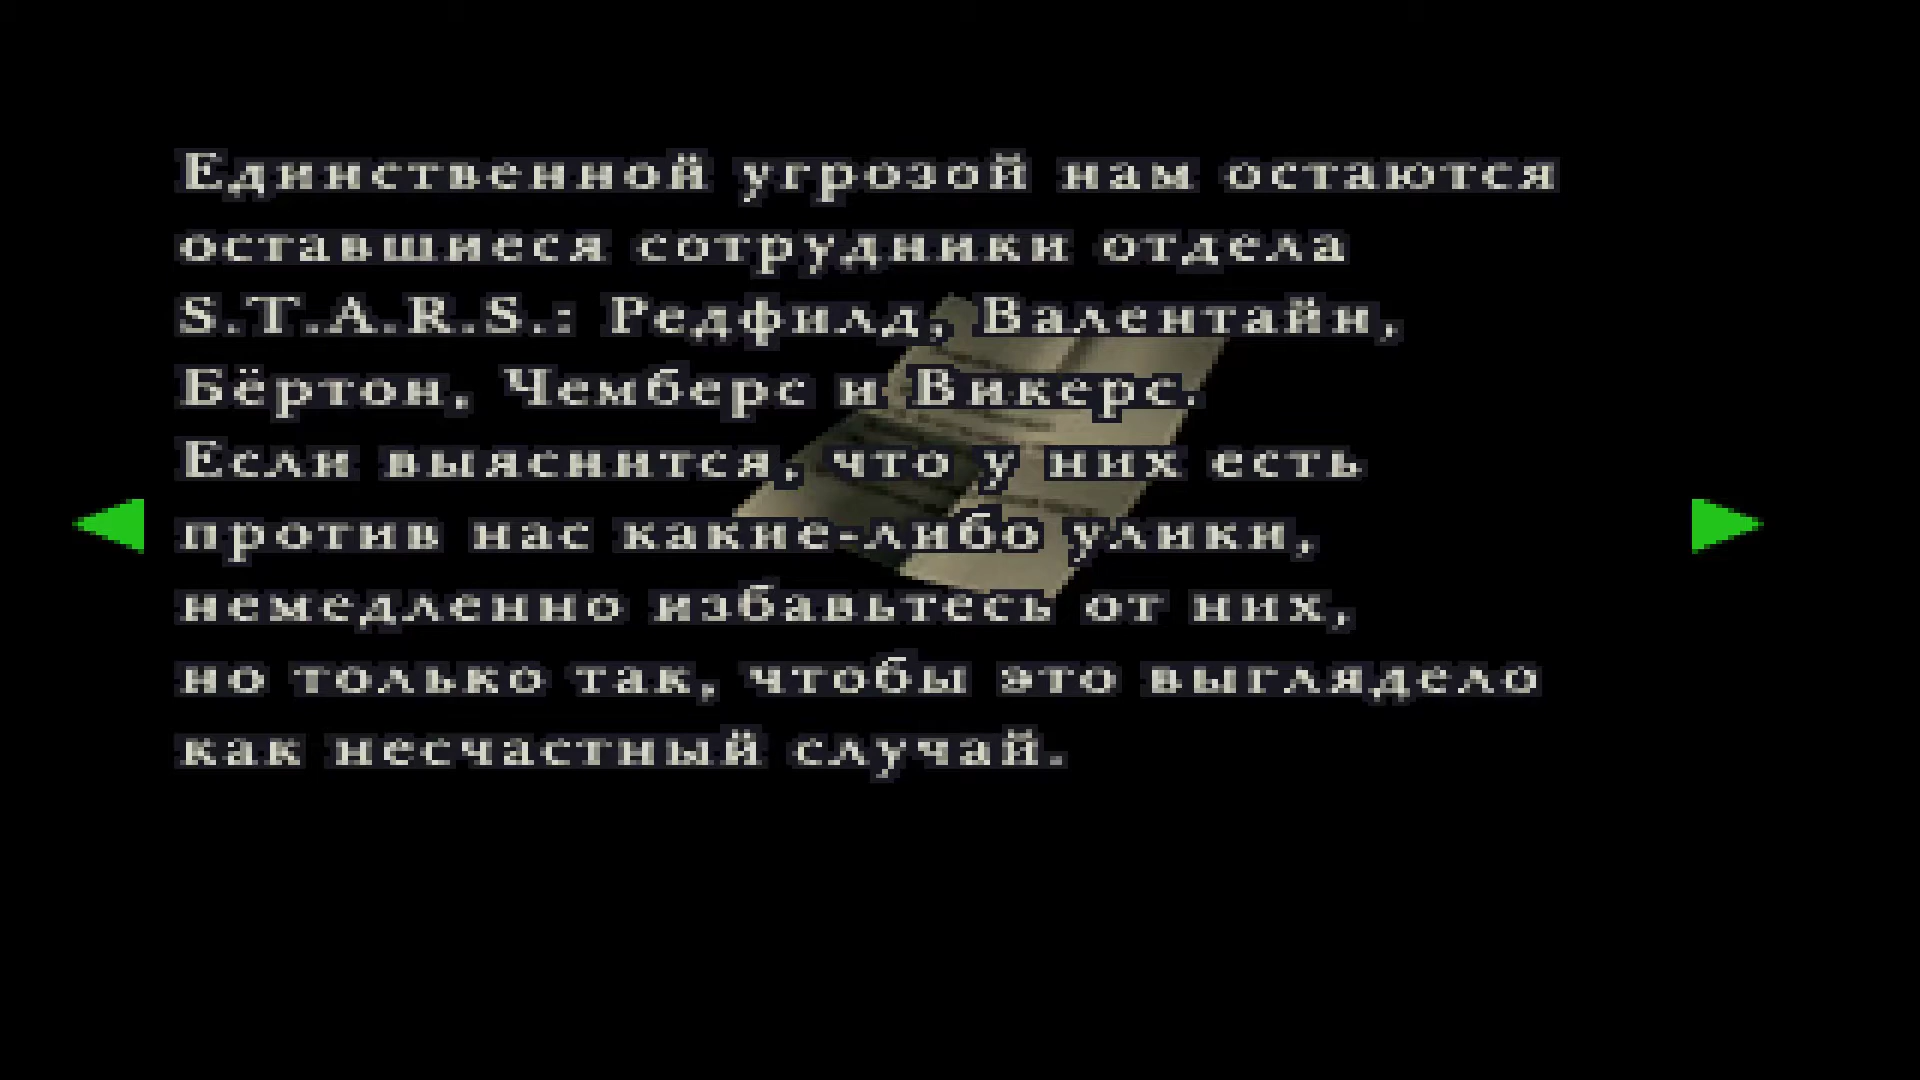 Единственной угрозой нам остаются
оставшиеся сотрудники отдела
S.T.A.R.S.: Редфилд, Валентайн,
Бёртон, Чемберс и Викерс.
Если выяснится, что у них есть
против нас какие-либо улики,
немедленно избавьтесь от них,
но только так, чтобы это выглядело
как несчастный случай.